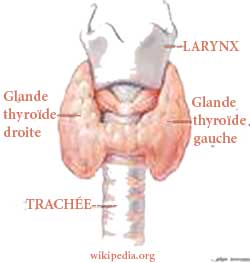 LARYNX
Glande
thyroïde
droite
Glande
thyroïde
gauche
TRACHÉE
wikipedia.org